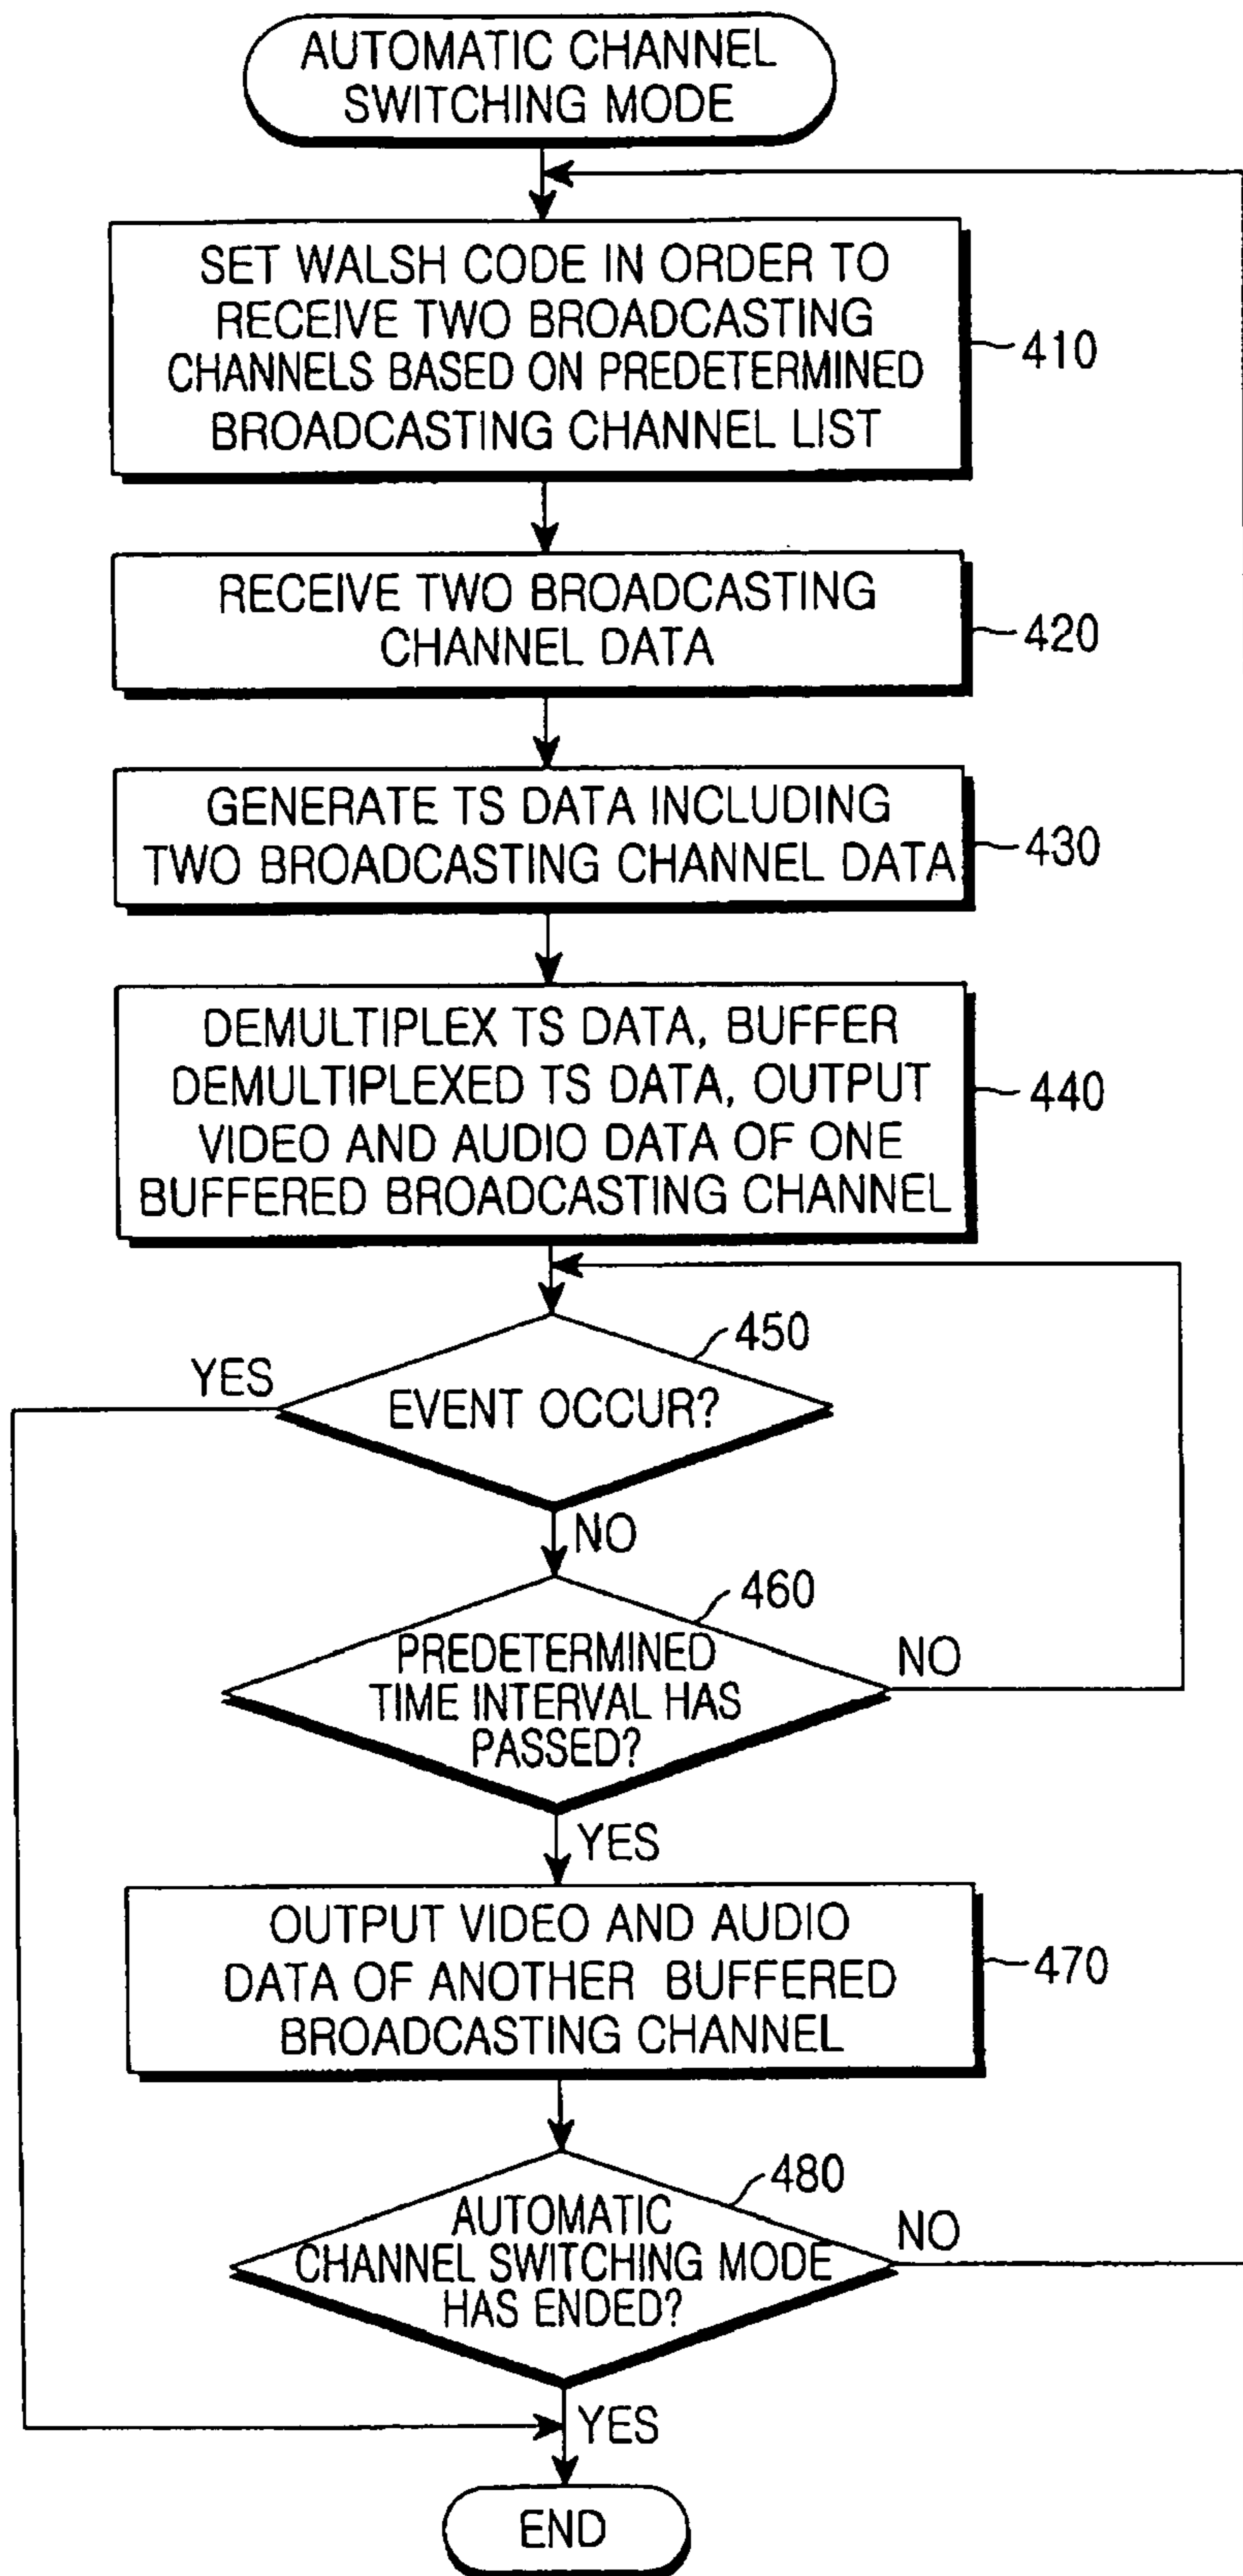 AUTOMATIC CHANNEL
SWITCHING MODE
SET WALSH CODE IN ORDER TO
RECEIVE TWO BROADCASTING
CHANNELS BASED ON PREDETERMINED
BROADCASTING CHANNEL LIST
410
RECEIVE TWO BROADCASTING
CHANNEL DATA
420
GENERATE TS DATA INCLUDING
TWO BROADCASTING CHANNEL DATA
430
DEMULTIPLEX TS DATA, BUFFER
DEMULTIPLEXED TS DATA, OUTPUT
VIDEO AND AUDIO DATA OF ONE
BUFFERED BROADCASTING CHANNEL
440
450
YES
EVENT OCCUR?
NO
460
PREDETERMINED
TIME INTERVAL HAS
PASSED?
NO
YES
OUTPUT VIDEO AND AUDIO
DATA OF ANOTHER BUFFERED
BROADCASTING CHANNEL
470
480
AUTOMATIC
CHANNEL SWITCHING MODE
HAS ENDED?
NO
YES
END